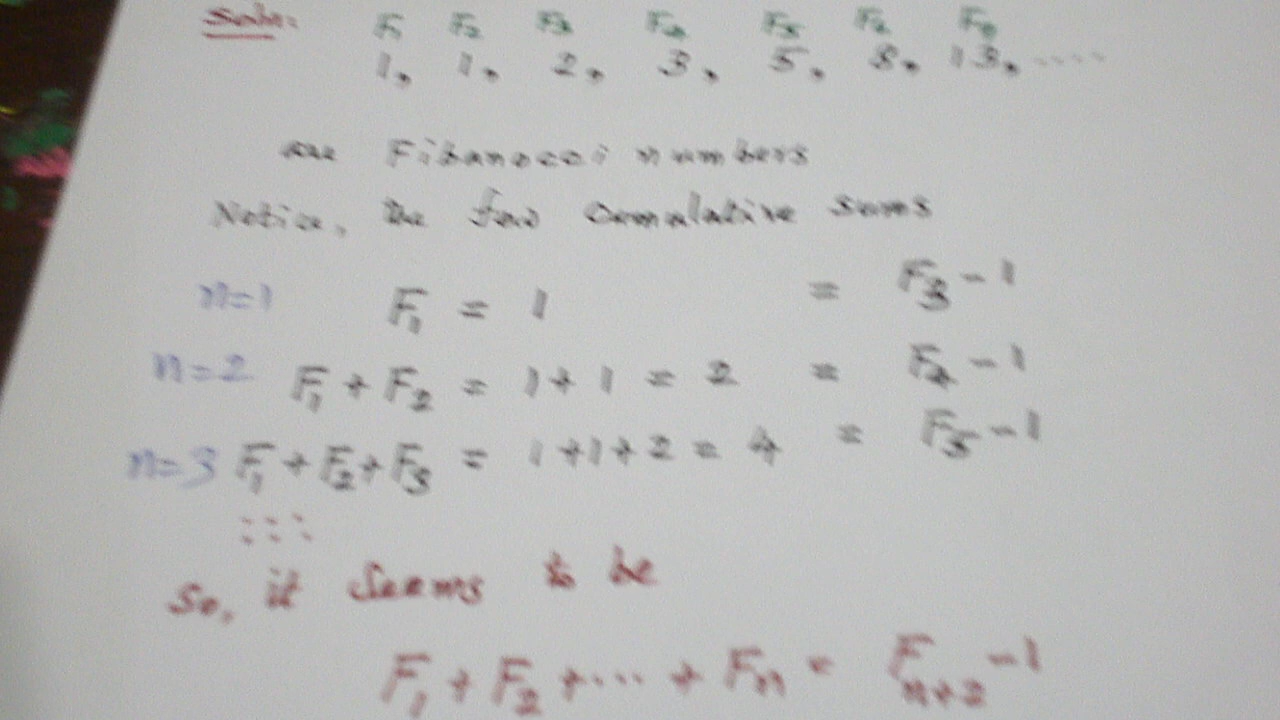 Soln:
F1 F2 F3 F4 F5 F6 F7
1, 1, 2, 3, 5, 8, 13, .....
are Fibanocci numbers
Notice, the few Cumulative sums
n=1 F1 = 1 = F3 - 1
n=2 F1 + F2 = 1 + 1 = 2 = F4 - 1
n=3 F1 + F2 + F3 = 1 + 1 + 2 = 4 = F5 - 1
: : :
So, it seems to be
F1 + F2 + ... + Fn = Fn+2 - 1